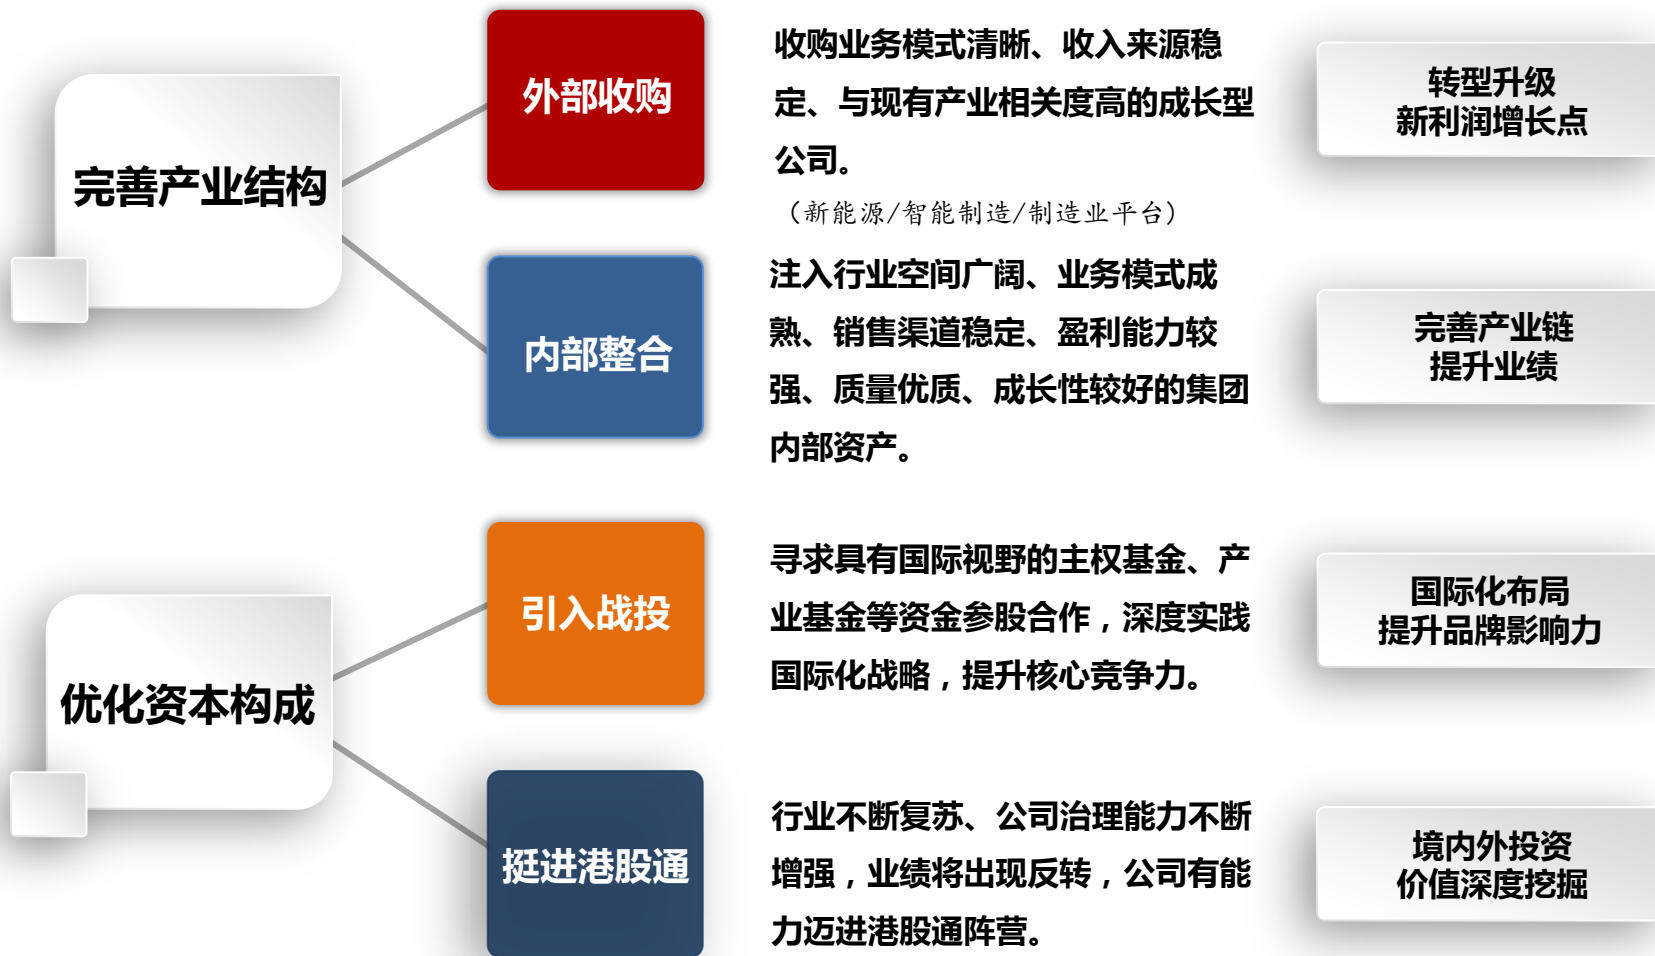 完善产业结构
外部收购
收购业务模式清晰、收入来源稳
定、与现有产业相关度高的成长型
公司。
（新能源/智能制造/制造业平台）
转型升级
新利润增长点
内部整合
注入行业空间广阔、业务模式成
熟、销售渠道稳定、盈利能力较
强、质量优质、成长性较好的集团
内部资产。
完善产业链
提升业绩
优化资本构成
引入战投
寻求具有国际视野的主权基金、产
业基金等资金参股合作，深度实践
国际化战略，提升核心竞争力。
国际化布局
提升品牌影响力
挺进港股通
行业不断复苏、公司治理能力不断
增强，业绩将出现反转，公司有能
力迈进港股通阵营。
境内外投资
价值深度挖掘